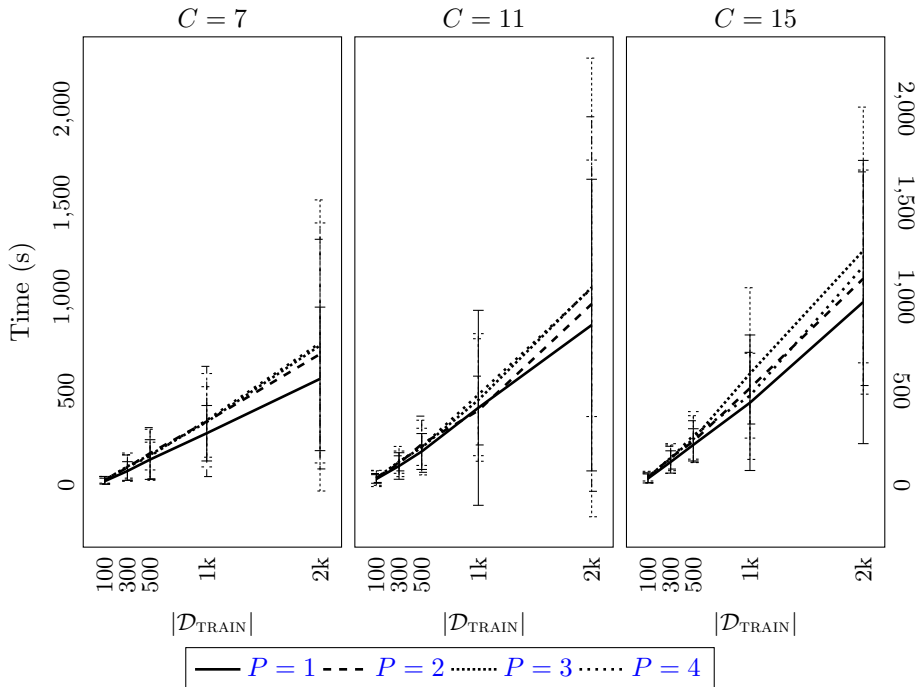 C = 7
C = 11
C = 15
Time (s)
2,000
1,500
1,000
500
0
2,000
1,500
1,000
500
0
100
300
500
1k
2k
100
300
500
1k
2k
100
300
500
1k
2k
|𝒟TRAIN|
|𝒟TRAIN|
|𝒟TRAIN|
P = 1 P = 2 P = 3 P = 4